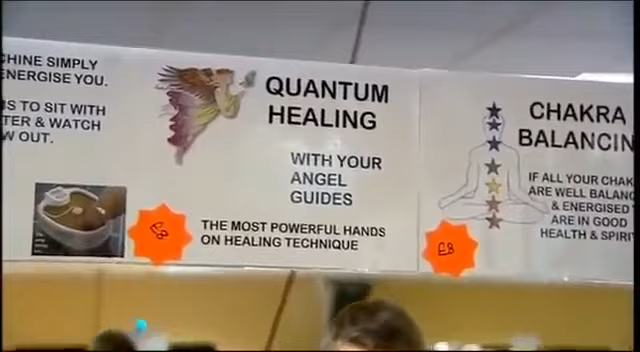 CHINE SIMPLY
ENERGISE YOU.
IS TO SIT WITH
TER & WATCH
W OUT.
£8
QUANTUM
HEALING
WITH YOUR
ANGEL
GUIDES
THE MOST POWERFUL HANDS
ON HEALING TECHNIQUE
£8
CHAKRA
BALANCIN
IF ALL YOUR CHAK
ARE WELL BALANC
& ENERGISED
ARE IN GOOD
HEALTH & SPIRI